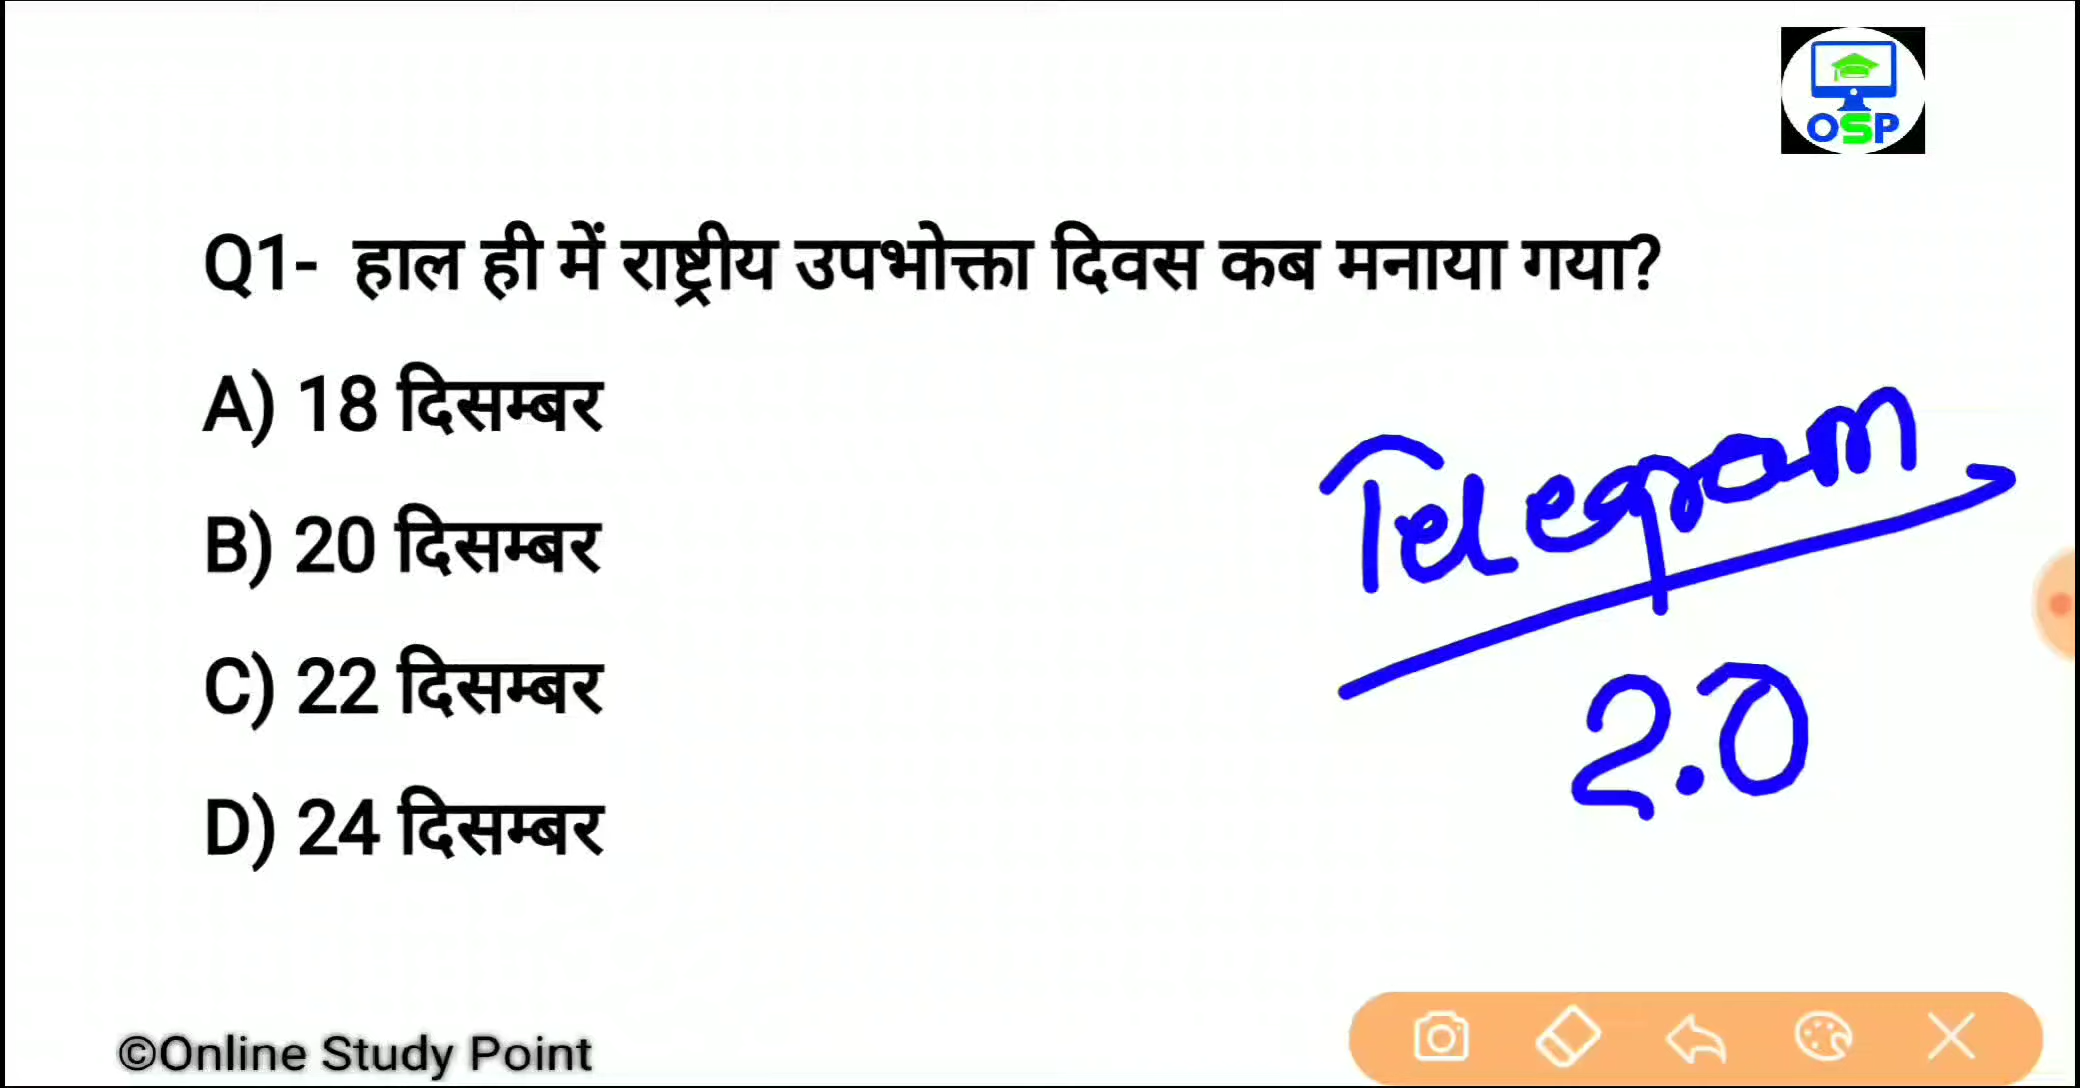 OSP
Q1- हाल ही में राष्ट्रीय उपभोक्ता दिवस कब मनाया गया?
A) 18 दिसम्बर
B) 20 दिसम्बर
C) 22 दिसम्बर
D) 24 दिसम्बर
Telegram
2.0
©Online Study Point